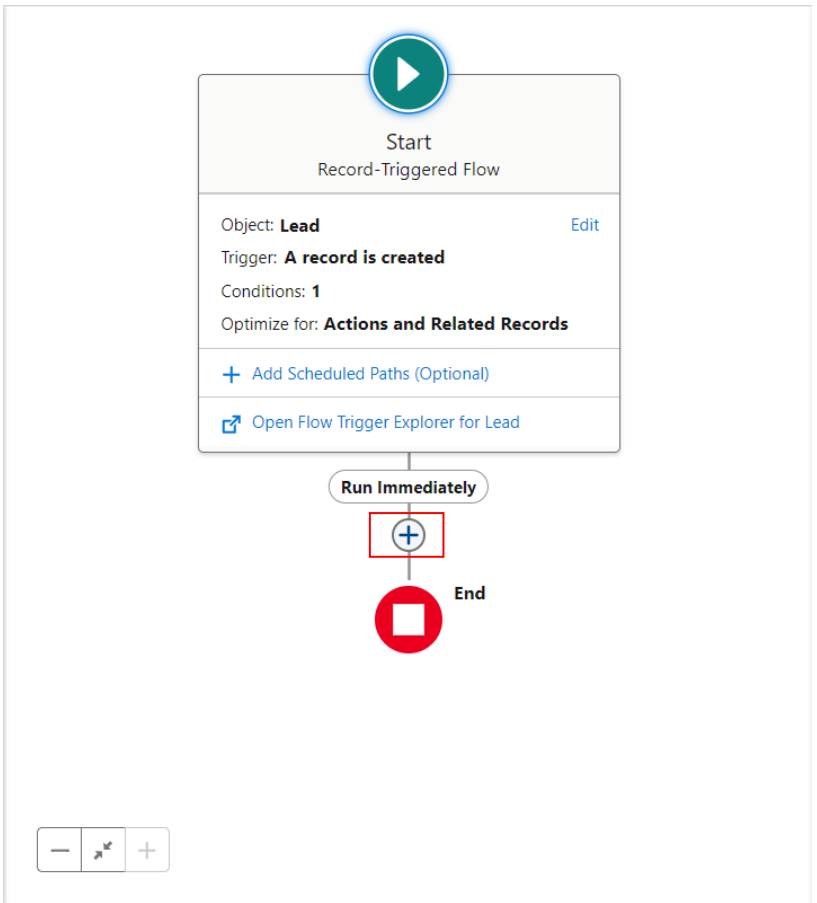 Start
Record-Triggered Flow
Object: Lead
Edit
Trigger: A record is created
Conditions: 1
Optimize for: Actions and Related Records
Add Scheduled Paths (Optional)
Open Flow Trigger Explorer for Lead
Run Immediately
End